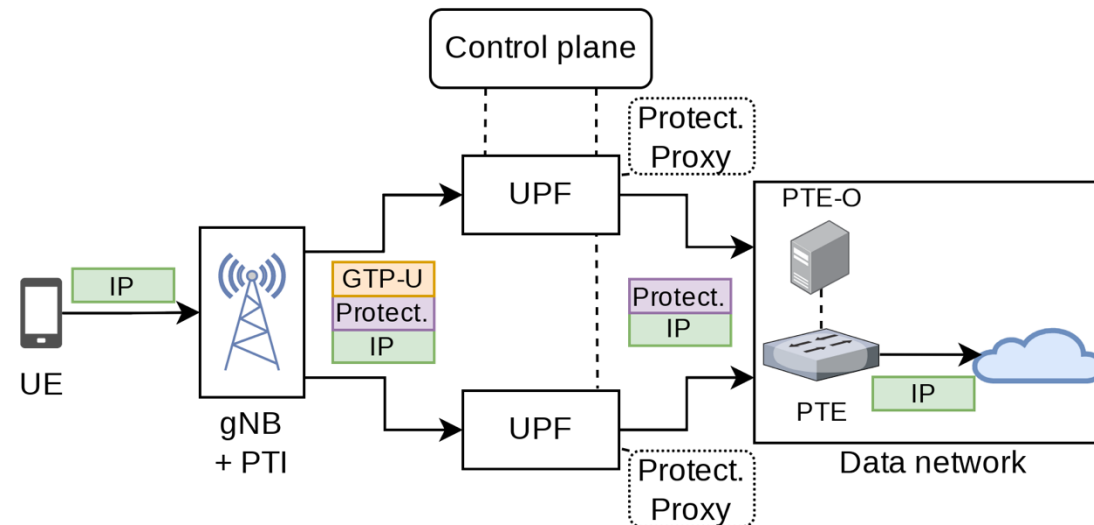 Control plane
Protect.
Proxy
UPF
PTE-O
IP
GTP-U
Protect.
IP
Protect.
IP
UE
gNB
+ PTI
UPF
PTE
IP
Data network
Protect.
Proxy